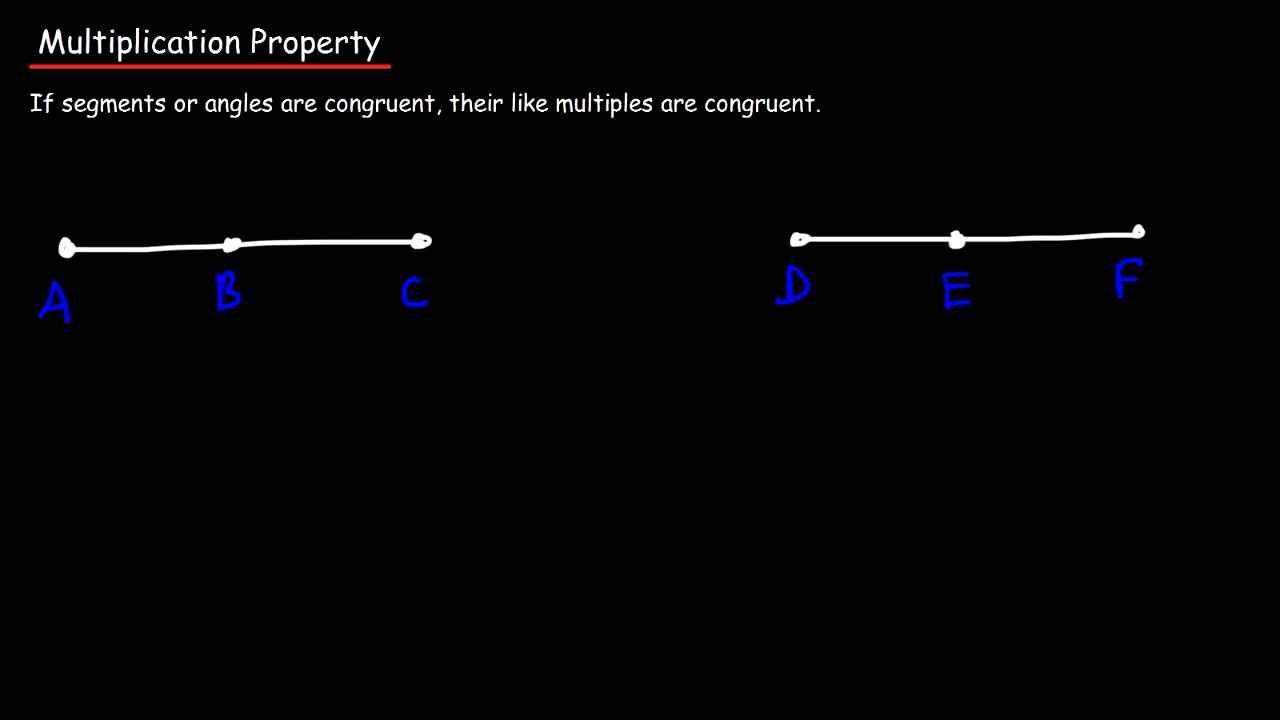 Multiplication Property
If segments or angles are congruent, their like multiples are congruent.
A B C D E F